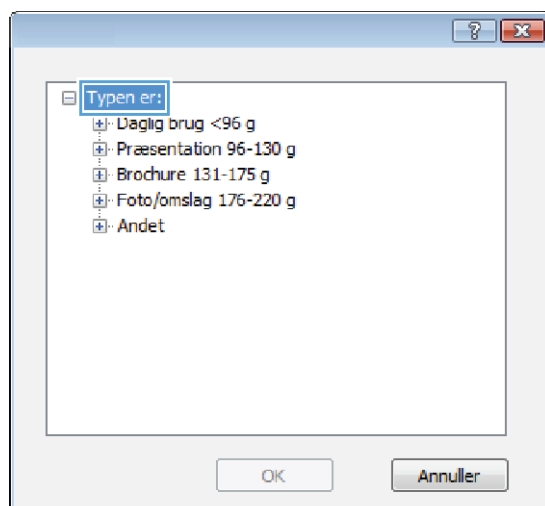 Typen er:
Daglig brug <96 g
Præsentation 96-130 g
Brochure 131-175 g
Foto/omslag 176-220 g
Andet
OK
Annuller